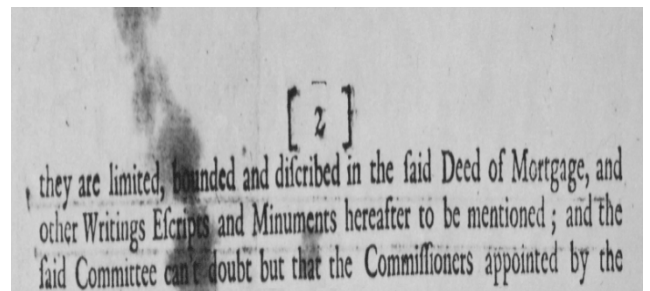 [ 2 ]
they are limited, bounded and diſcribed in the ſaid Deed of Mortgage, and
other Writings Eſcripts and Minuments hereafter to be mentioned ; and the
ſaid Committee can't doubt but that the Commiſſioners appointed by the